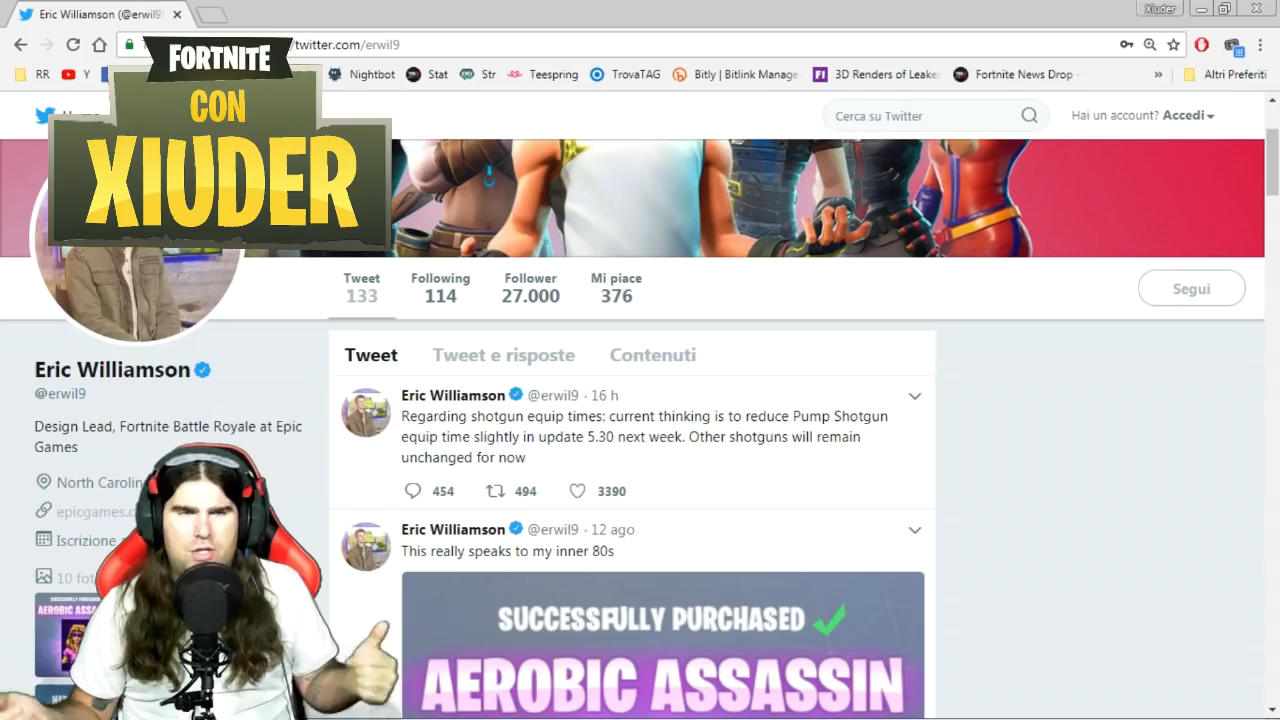 Eric Williamson (@erwil9)
Xiuder
twitter.com/erwil9
RR
Y
Nightbot
Stat
Str
Teespring
TrovaTAG
Bitly | Bitlink Manage
3D Renders of Leake
Fortnite News Drop -
»
Altri Preferiti
FORTNITE
CON
XIUDER
Cerca su Twitter
Hai un account? Accedi
Tweet
133
Following
114
Follower
27.000
Mi piace
376
Segui
Eric Williamson
@erwil9
Design Lead, Fortnite Battle Royale at Epic
Games
North Carolin
epicgames.
Iscrizione a
10 fot
AEROBIC ASSA
Tweet
Tweet e risposte
Contenuti
Eric Williamson @erwil9 · 16 h
Regarding shotgun equip times: current thinking is to reduce Pump Shotgun
equip time slightly in update 5.30 next week. Other shotguns will remain
unchanged for now
454
494
3390
Eric Williamson @erwil9 · 12 ago
This really speaks to my inner 80s
SUCCESSFULLY PURCHASED
AEROBIC ASSASSIN